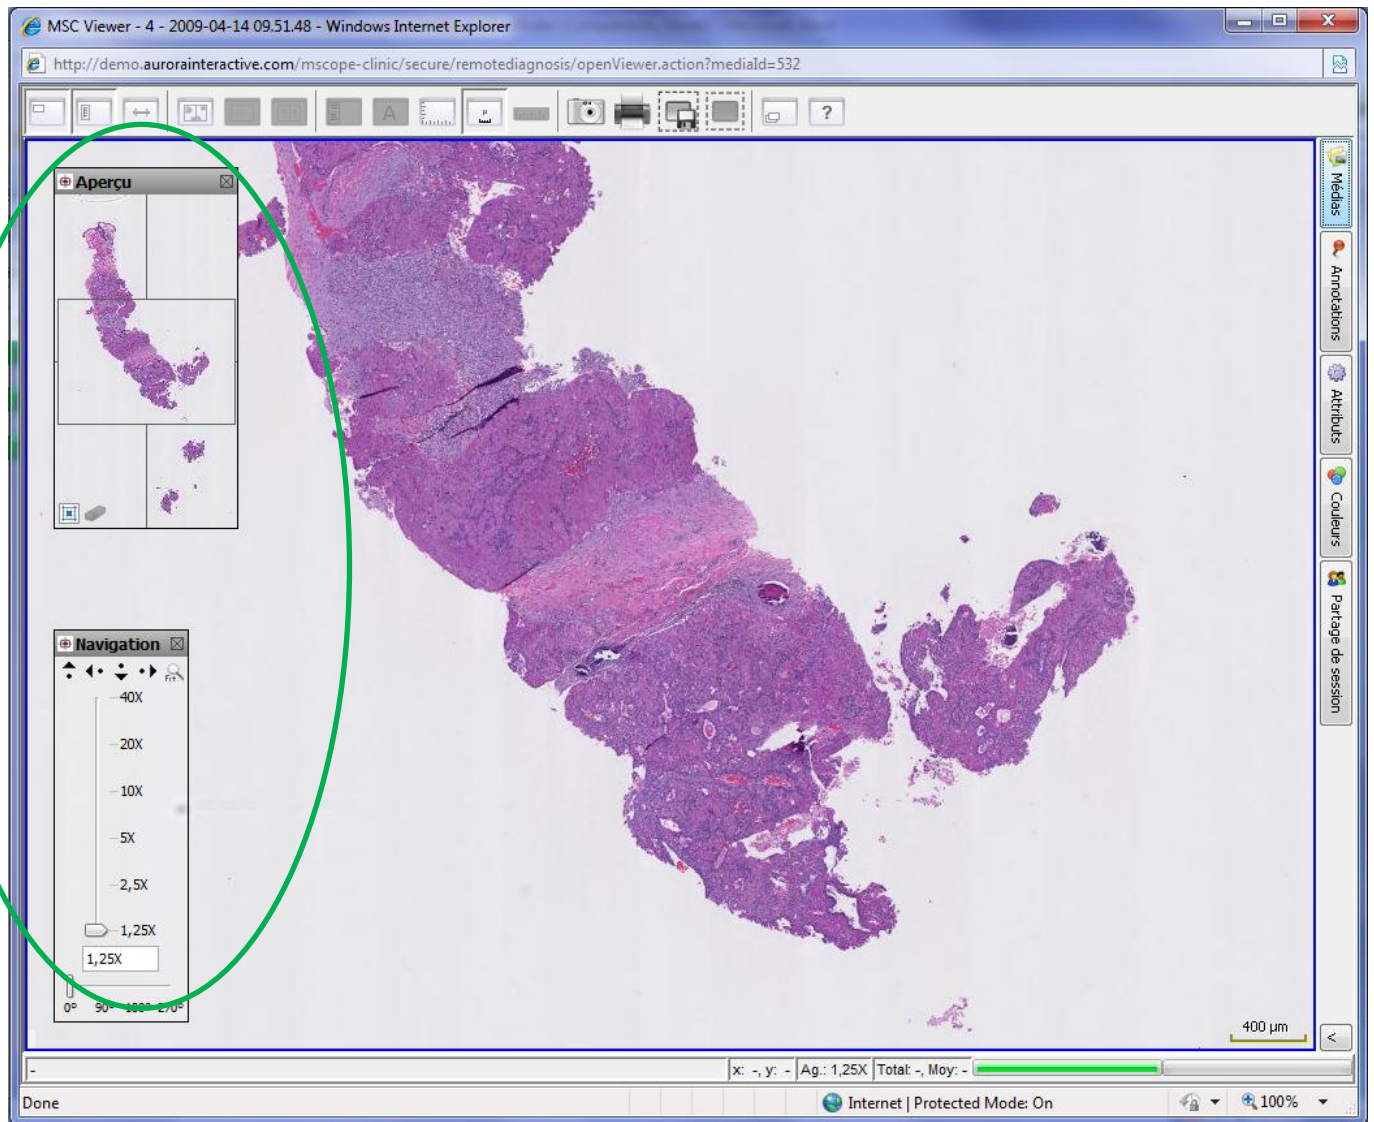 MSC Viewer - 4 - 2009-04-14 09.51.48 - Windows Internet Explorer
http://demo.aurorainteractive.com/mscope-clinic/secure/remotediagnosis/openViewer.action?mediaId=532
A
µ
?
Aperçu
Médias
Annotations
Attributs
Couleurs
Partage de session
Navigation
Fit
40X
20X
10X
5X
2,5X
1,25X
1,25X
0° 90° 180° 270°
400 µm
<
-
x: -, y: - Ag.: 1,25X Total: -, Moy: -
Done
Internet | Protected Mode: On
100%